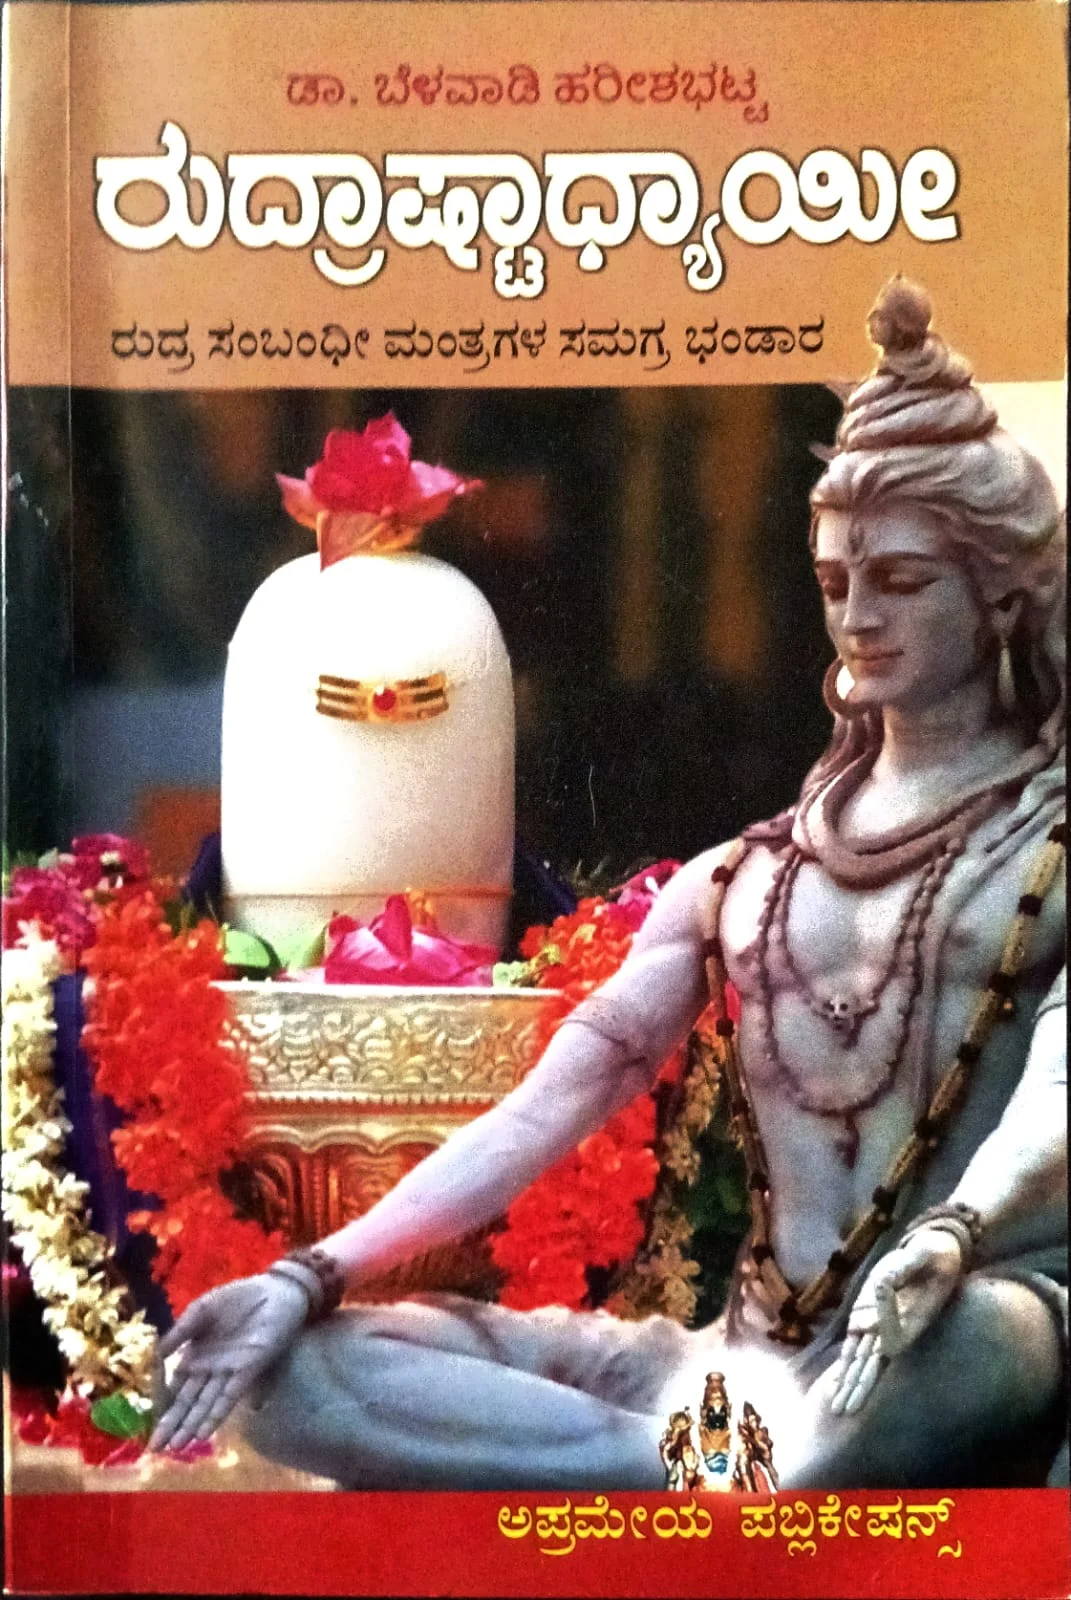 ಡಾ. ಬೆಳವಾಡಿ ಹರೀಶಭಟ್ಟ
ರುದ್ರಾಷ್ಟಾಧ್ಯಾಯೀ
ರುದ್ರ ಸಂಬಂಧೀ ಮಂತ್ರಗಳ ಸಮಗ್ರ ಭಂಡಾರ
ಅಪ್ರಮೇಯ ಪಬ್ಲಿಕೇಷನ್ಸ್